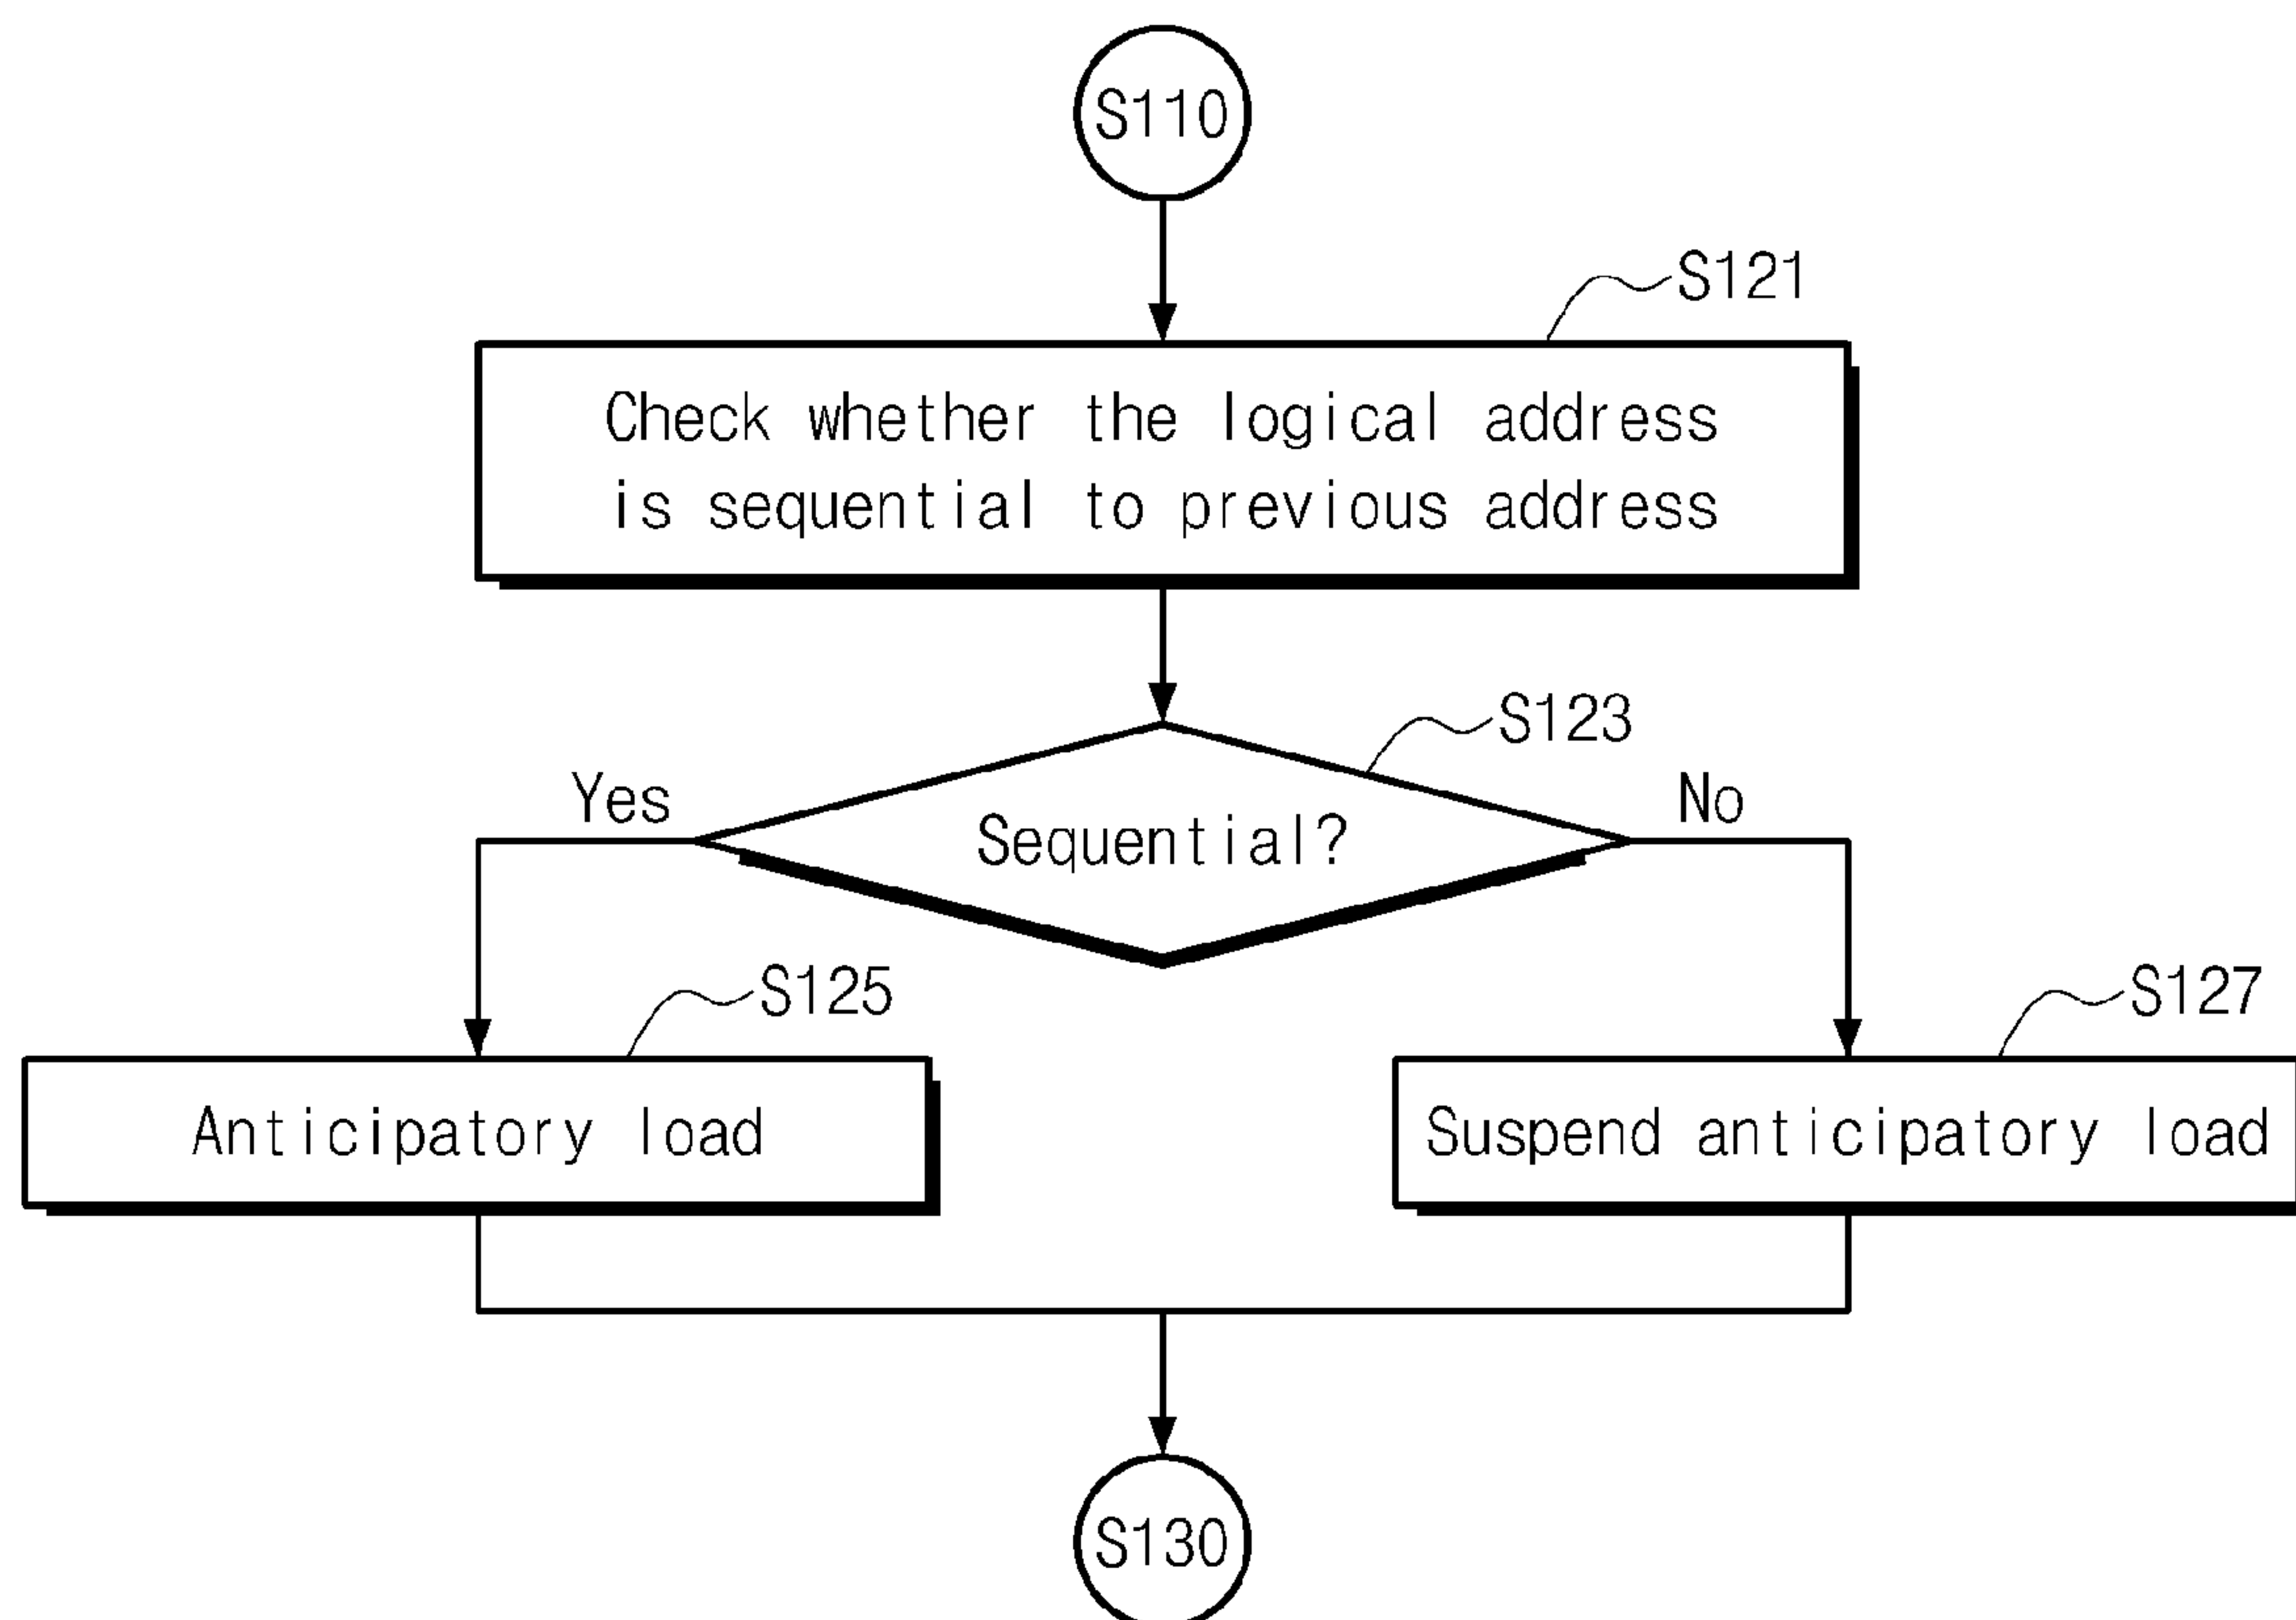 S110
S121
Check whether the logical address
is sequential to previous address
S123
Yes
No
Sequential?
S125
S127
Anticipatory load
Suspend anticipatory load
S130